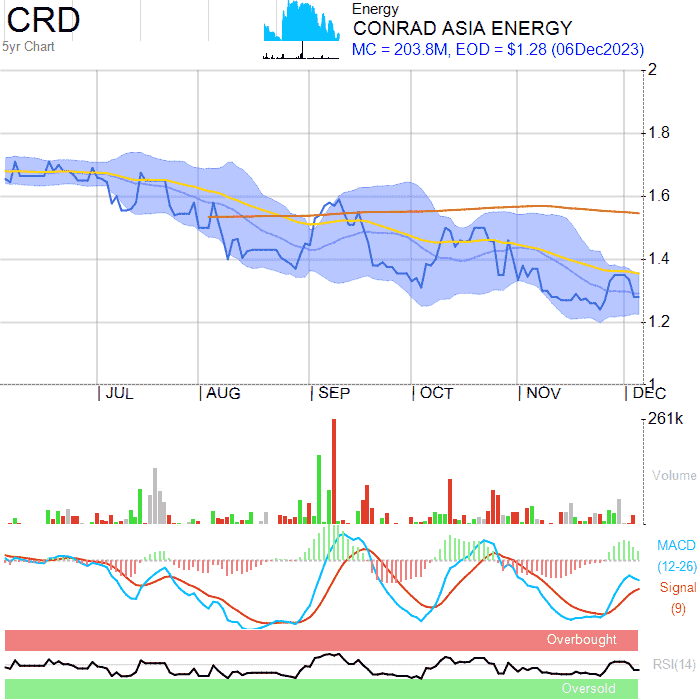 CRD
5yr Chart
Energy
CONRAD ASIA ENERGY
MC = 203.8M, EOD = $1.28 (06Dec2023)
2
1.8
1.6
1.4
1.2
1
JUL
AUG
SEP
OCT
NOV
DEC
261k
Volume
MACD
(12-26)
Signal
(9)
Overbought
RSI(14)
Oversold